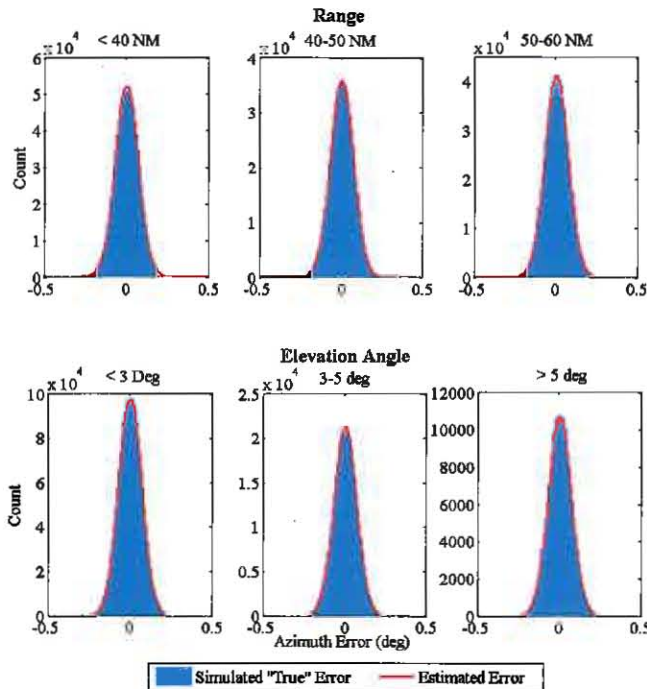 Range
x 10^4 < 40 NM
x 10^4 40-50 NM
x 10^4 50-60 NM
Count
6
5
4
3
2
1
0
-0.5 0 0.5
4
3
2
1
0
-0.5 0 0.5
4
3
2
1
0
-0.5 0 0.5
Elevation Angle
x 10^4 < 3 Deg
x 10^4 3-5 deg
> 5 deg
Count
10
8
6
4
2
0
-0.5 0 0.5
2.5
2
1.5
1
0.5
0
-0.5 0 0.5
12000
10000
8000
6000
4000
2000
0
-0.5 0 0.5
Azimuth Error (deg)
Simulated "True" Error
Estimated Error